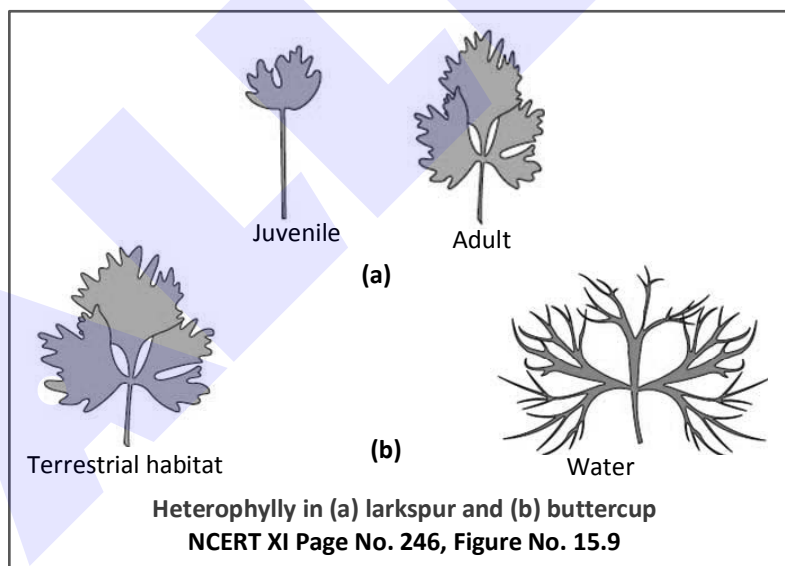 Juvenile
Adult
(a)
Terrestrial habitat
(b)
Water
Heterophylly in (a) larkspur and (b) buttercup
NCERT XI Page No. 246, Figure No. 15.9